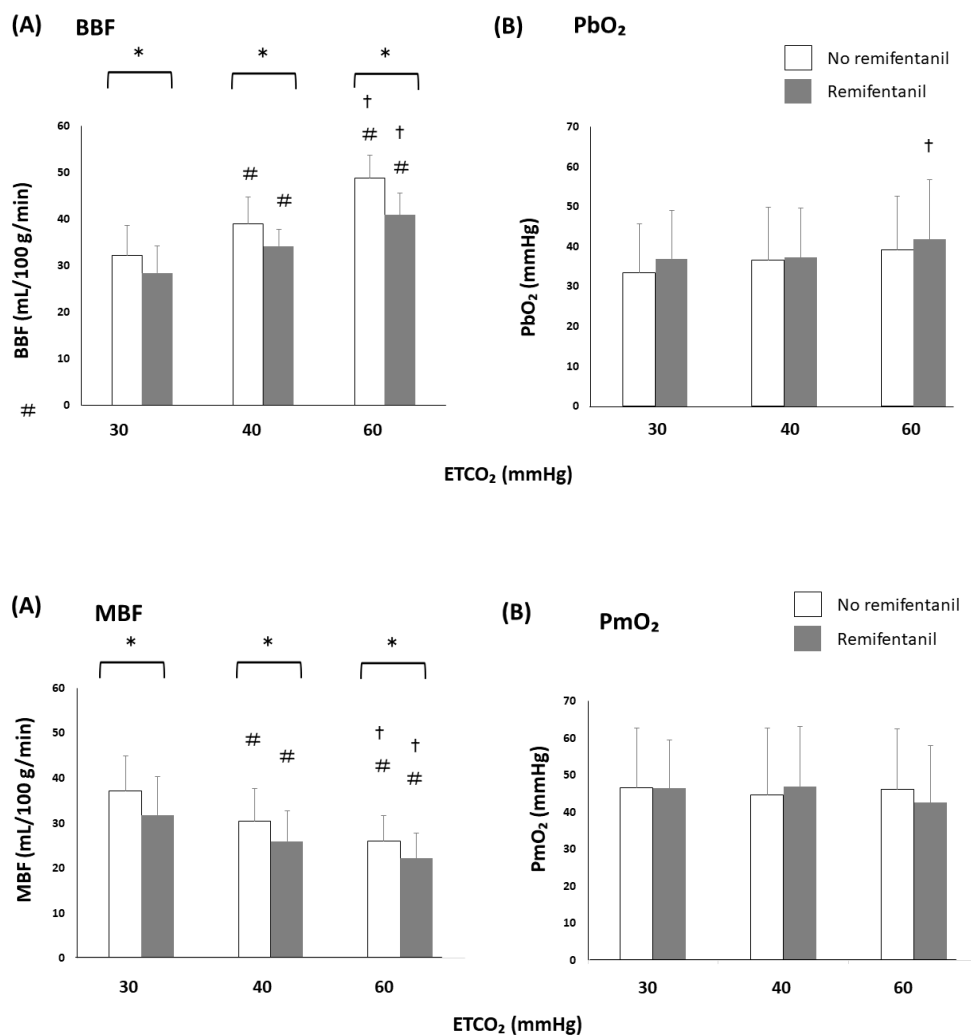 (A) BBF
* * *
† †
# #
# #
60
50
40
30
20
10
0
BBF (mL/100 g/min)
#
30 40 60
(B) PbO₂
No remifentanil
Remifentanil
†
70
60
50
40
30
20
10
0
PbO₂ (mmHg)
30 40 60
ETCO₂ (mmHg)
(A) MBF
* * *
# # † †
# #
60
50
40
30
20
10
0
MBF (mL/100 g/min)
30 40 60
(B) PmO₂
No remifentanil
Remifentanil
70
60
50
40
30
20
10
0
PmO₂ (mmHg)
30 40 60
ETCO₂ (mmHg)